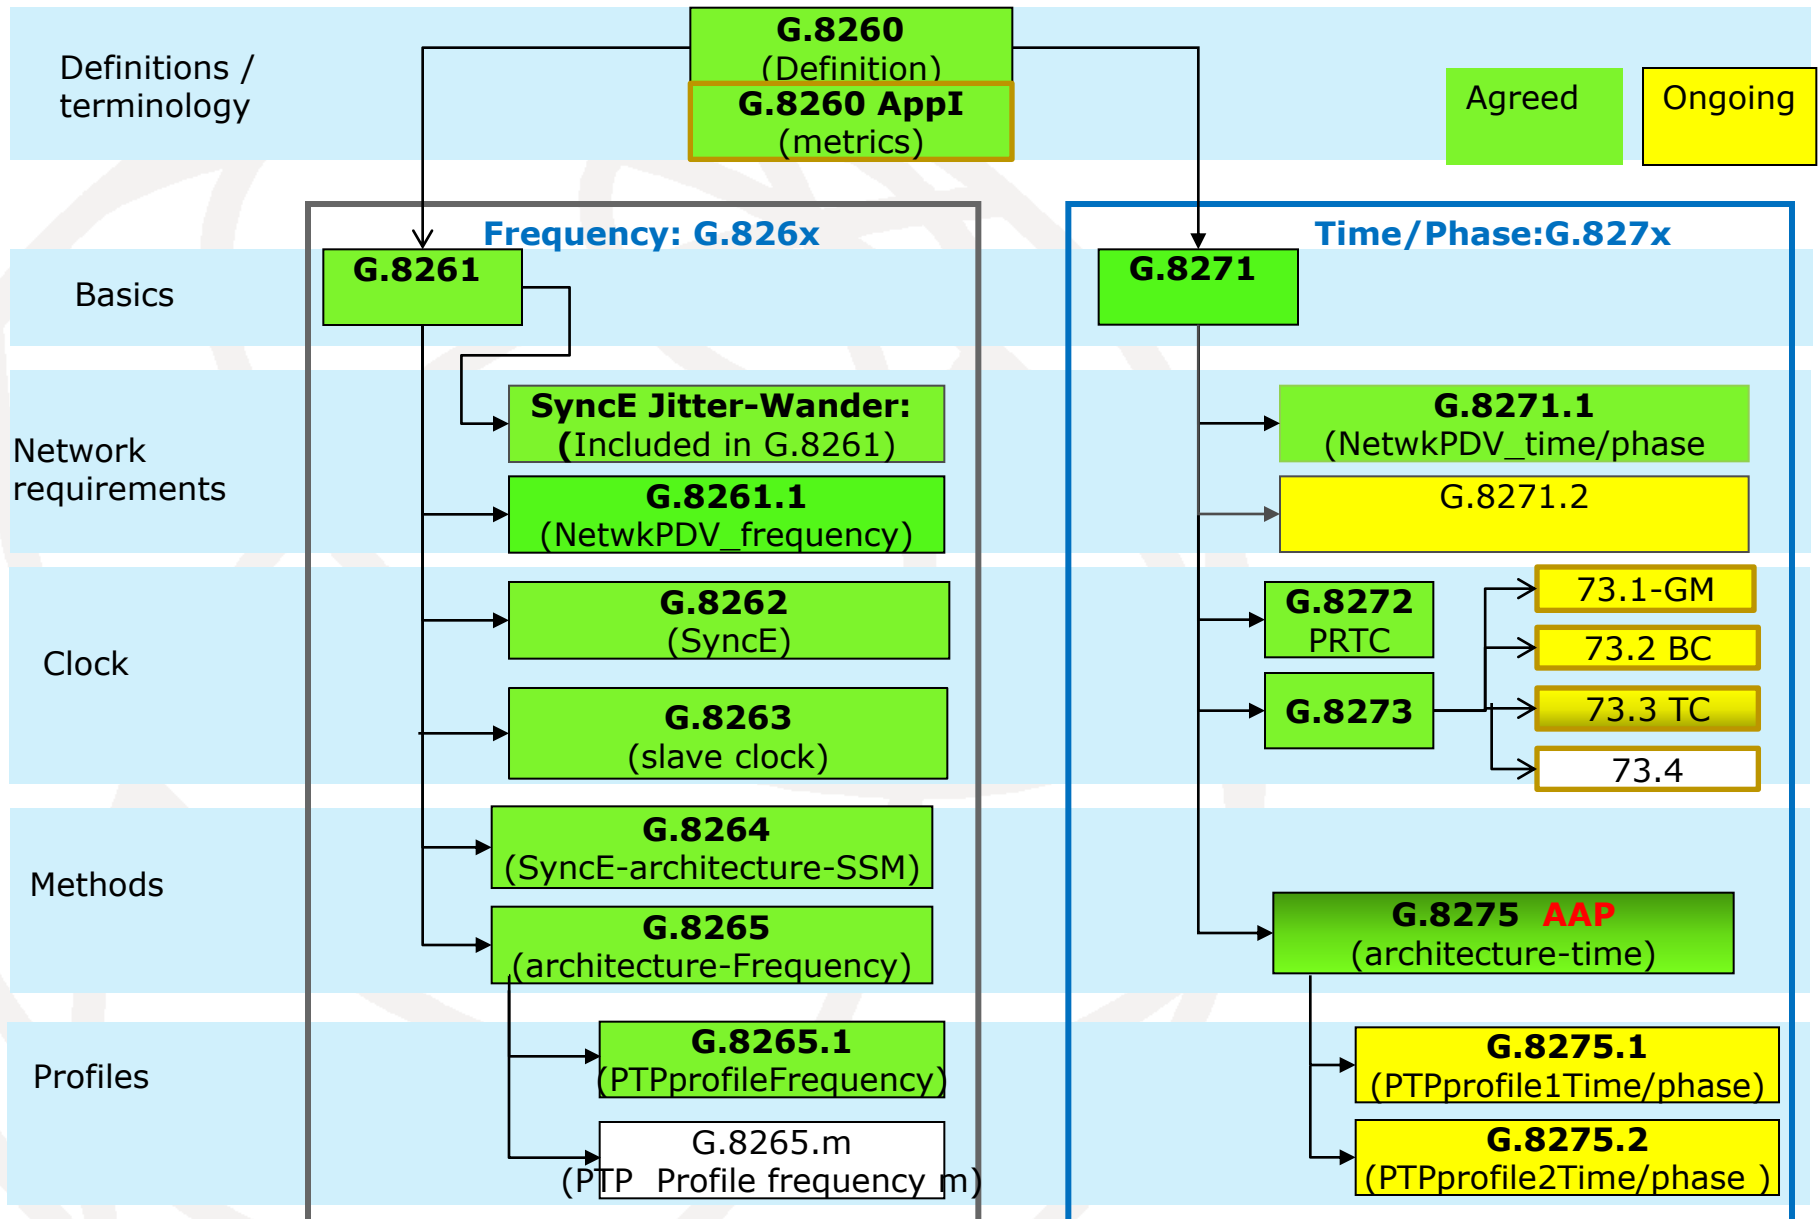 Definitions /
terminology
G.8260
(Definition)
G.8260 AppI
(metrics)
Agreed
Ongoing
Frequency: G.826x
Time/Phase:G.827x
Basics
G.8261
G.8271
Network
requirements
SyncE Jitter-Wander:
(Included in G.8261)
G.8261.1
(NetwkPDV_frequency)
G.8271.1
(NetwkPDV_time/phase
G.8271.2
Clock
G.8262
(SyncE)
G.8263
(slave clock)
G.8272
PRTC
G.8273
73.1-GM
73.2 BC
73.3 TC
73.4
Methods
G.8264
(SyncE-architecture-SSM)
G.8265
(architecture-Frequency)
G.8275 AAP
(architecture-time)
Profiles
G.8265.1
(PTPprofileFrequency)
G.8265.m
(PTP Profile frequency m)
G.8275.1
(PTPprofile1Time/phase)
G.8275.2
(PTPprofile2Time/phase )